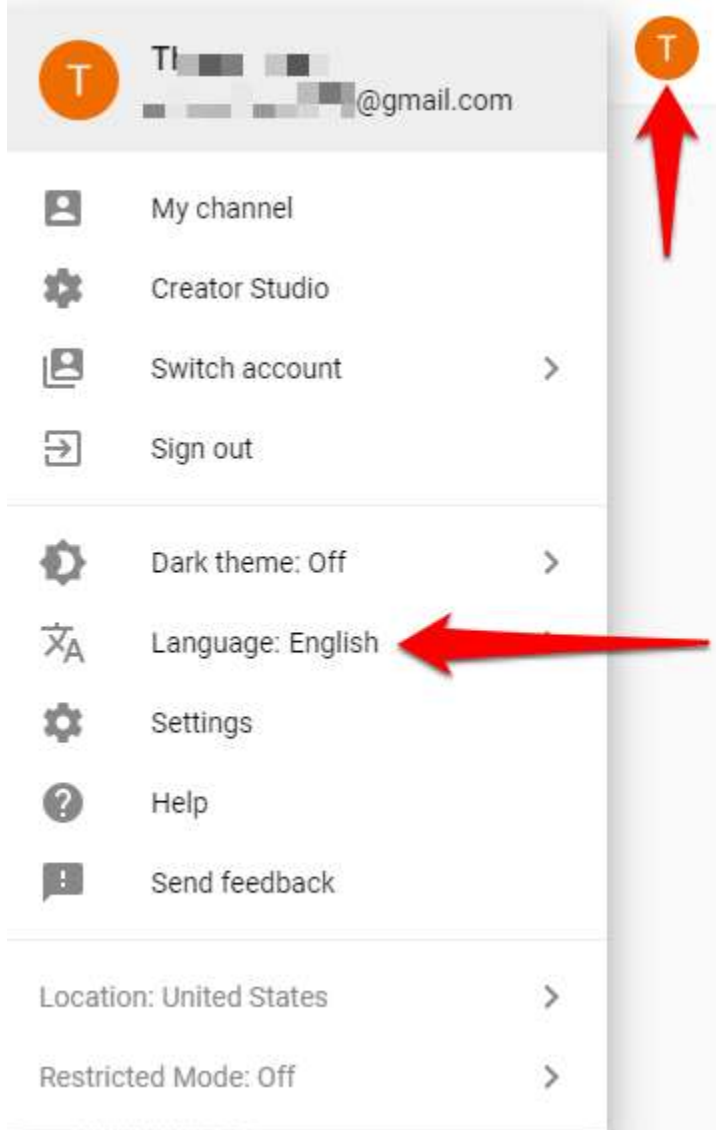 T
T
@gmail.com
My channel
Creator Studio
Switch account
Sign out
Dark theme: Off
Language: English
Settings
Help
Send feedback
Location: United States
Restricted Mode: Off